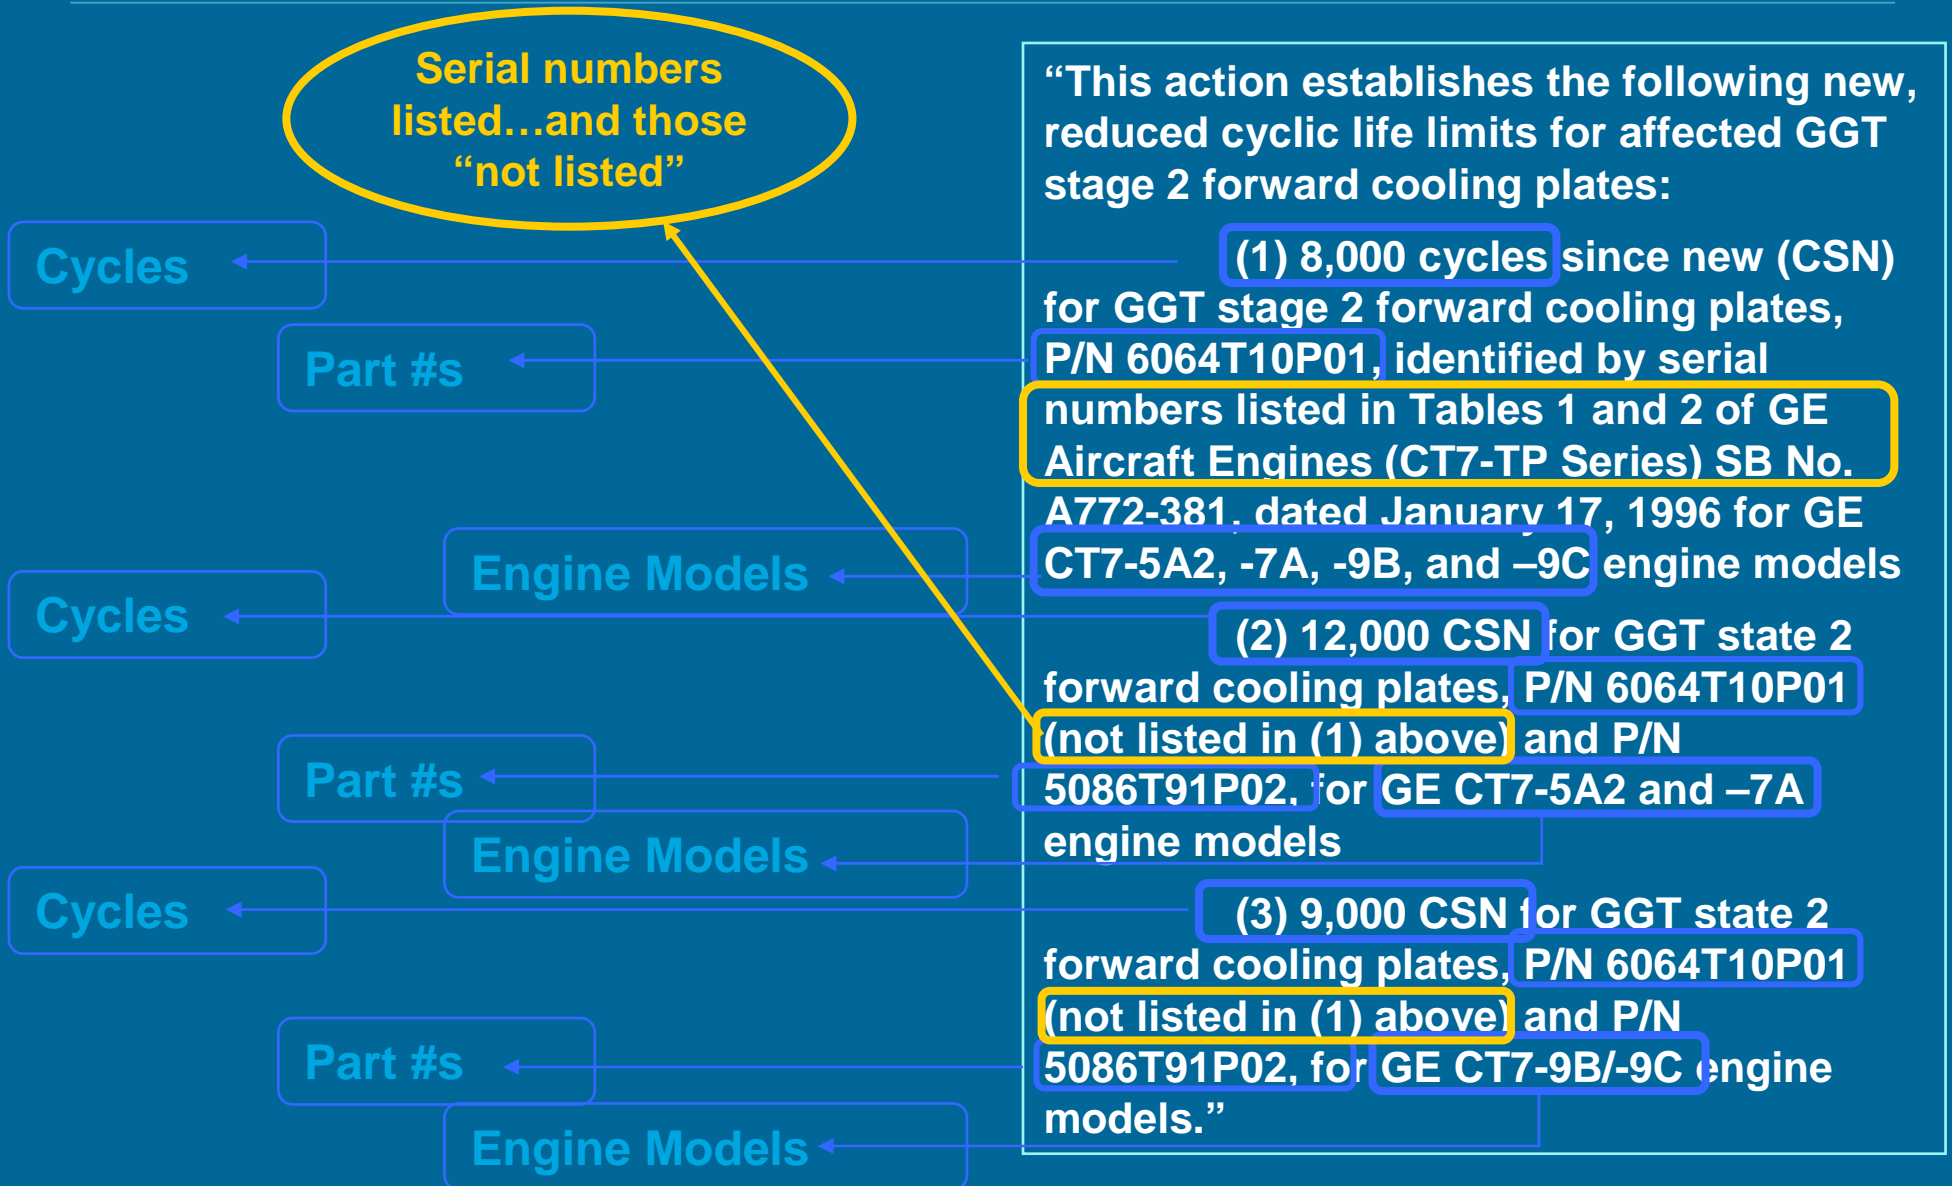 Serial numbers
listed…and those
“not listed”
Cycles
Part #s
Engine Models
Cycles
Part #s
Engine Models
Cycles
Part #s
Engine Models
“This action establishes the following new,
reduced cyclic life limits for affected GGT
stage 2 forward cooling plates:
(1) 8,000 cycles since new (CSN)
for GGT stage 2 forward cooling plates,
P/N 6064T10P01, identified by serial
numbers listed in Tables 1 and 2 of GE
Aircraft Engines (CT7-TP Series) SB No.
A772-381, dated January 17, 1996 for GE
CT7-5A2, -7A, -9B, and –9C engine models
(2) 12,000 CSN for GGT state 2
forward cooling plates, P/N 6064T10P01
(not listed in (1) above) and P/N
5086T91P02, for GE CT7-5A2 and –7A
engine models
(3) 9,000 CSN for GGT state 2
forward cooling plates, P/N 6064T10P01
(not listed in (1) above) and P/N
5086T91P02, for GE CT7-9B/-9C engine
models.”